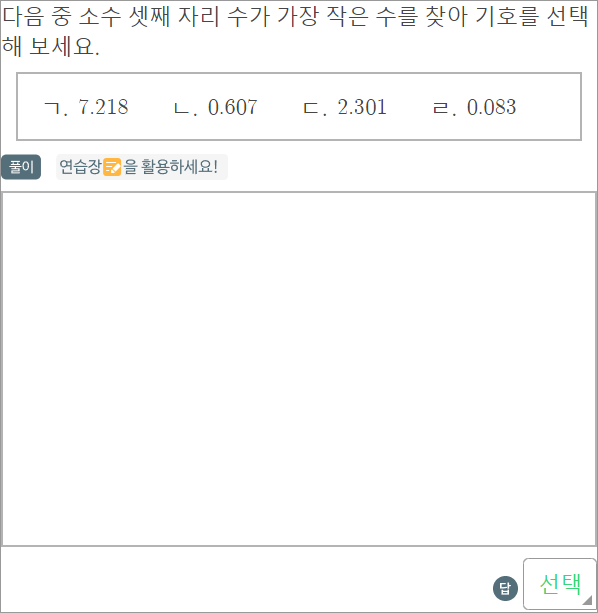 다음 중 소수 셋째 자리 수가 가장 작은 수를 찾아 기호를 선택
해 보세요.
ㄱ. 7.218 ㄴ. 0.607 ㄷ. 2.301 ㄹ. 0.083
풀이 연습장을 활용하세요!
답 선택